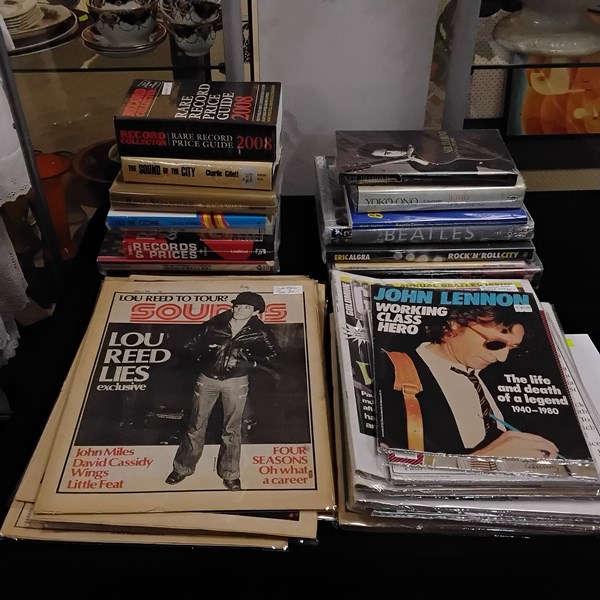 RARE
RECORD
PRICE
GUIDE
2008
RECORD
COLLECTOR
RARE RECORD
PRICE GUIDE
2008
THE SOUND OF THE CITY Charlie Gillett
RECORDS
& PRICES
YOKO ONO
BEATLES
ERIC ALGRA ROCK'N'ROLL CITY
LOU REED TO TOUR?
SOUNDS
LOU
REED
LIES
exclusive
John Miles
David Cassidy
Wings
Little Feat
FOUR
SEASONS
Oh what
a career
JOHN LENNON
WORKING
CLASS
HERO
The life
and death
of a legend
1940–1980